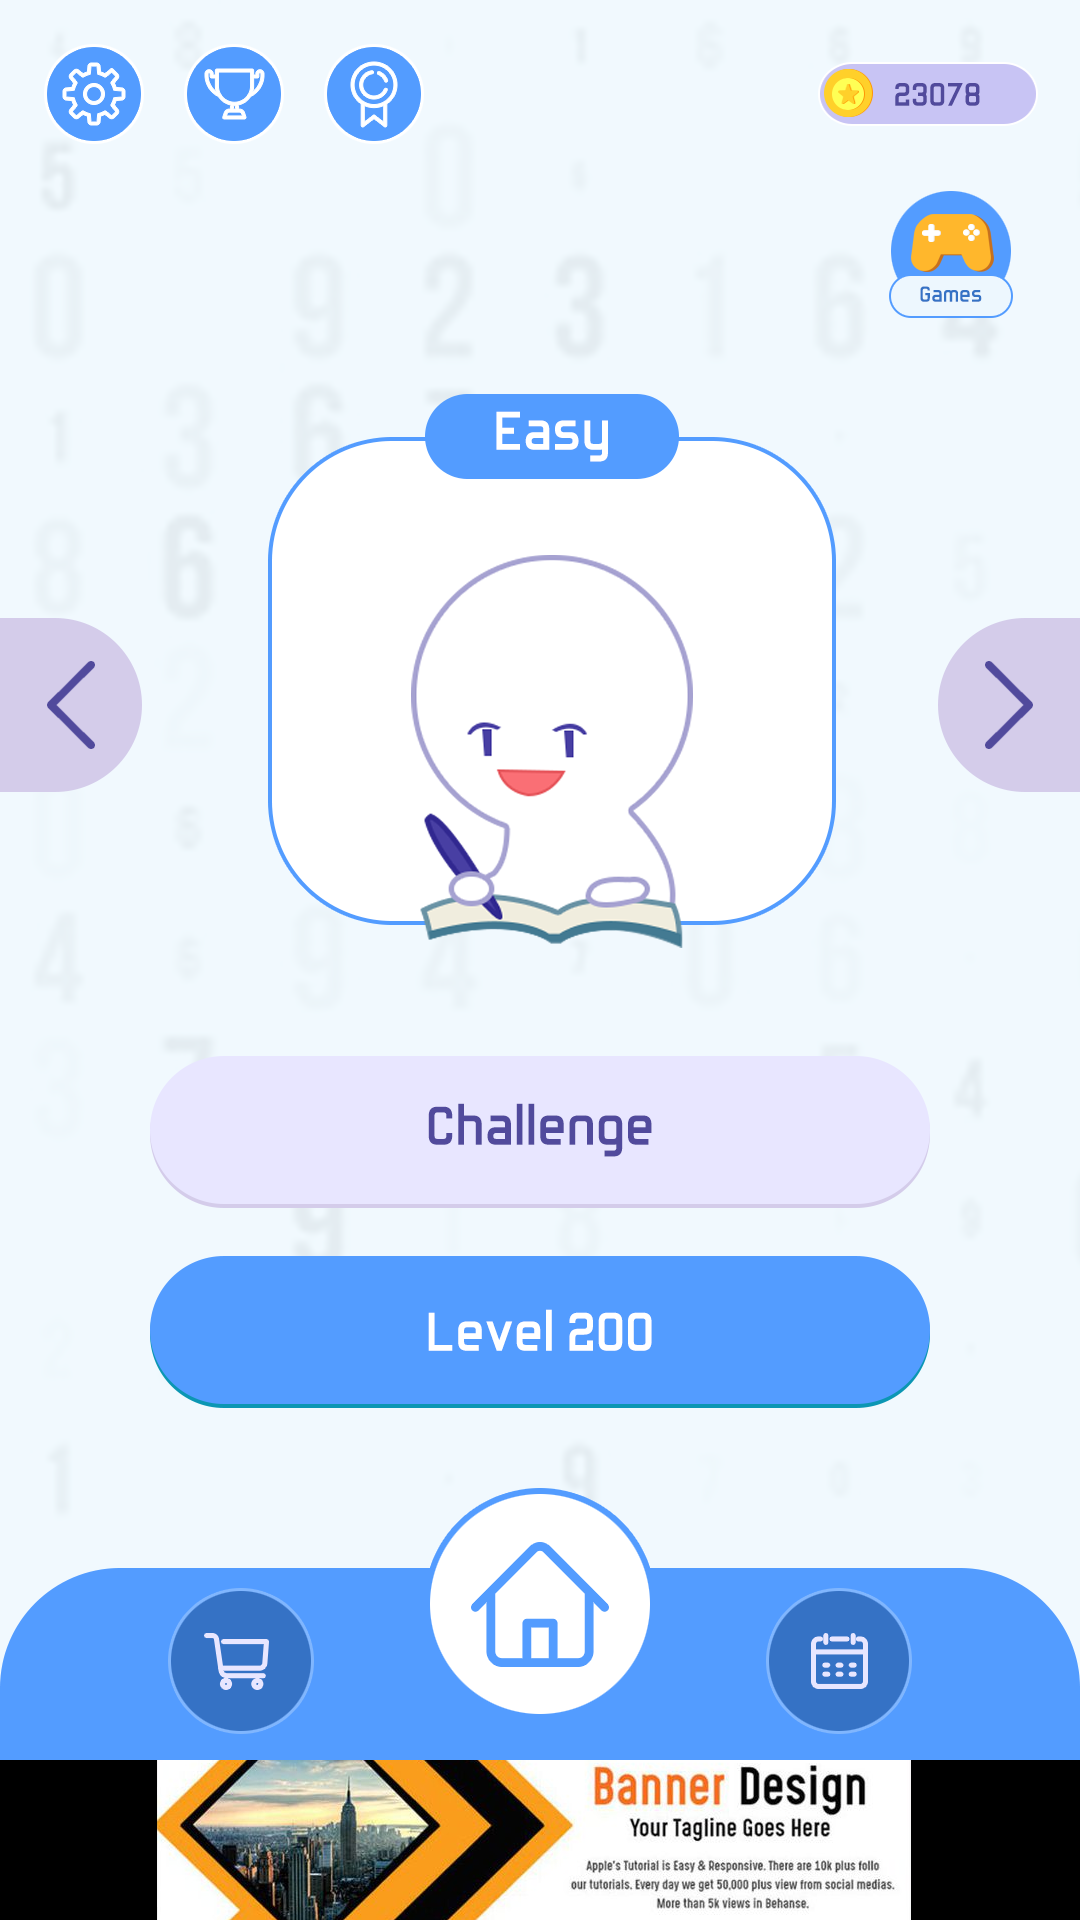 23078
Games
Easy
Challenge
Level 200
Banner Design
Your Tagline Goes Here
Apple's Tutorial is Easy & Responsive. There are 10k plus follo
our tutorials. Every day we get 50,000 plus view from social medias.
More than 5k views in Behanse.